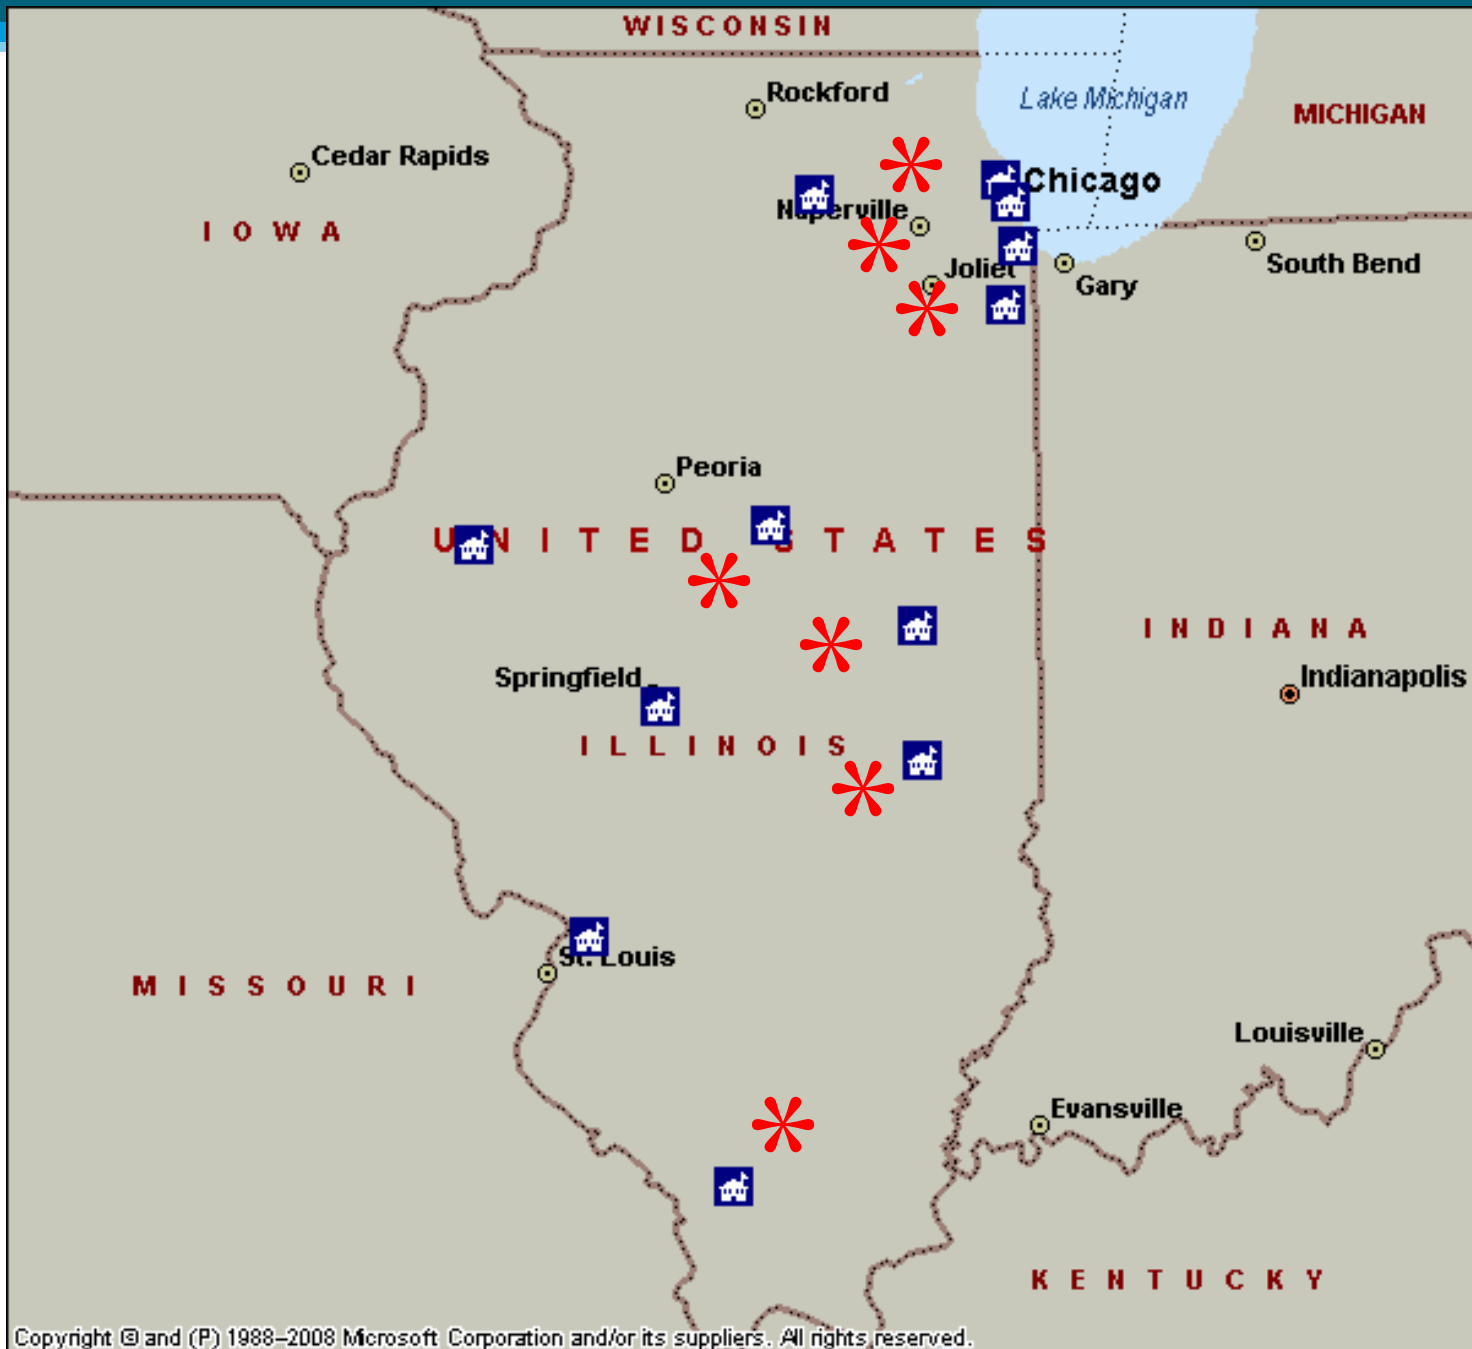 WISCONSIN
Rockford
Lake Michigan
MICHIGAN
Cedar Rapids
Chicago
Naperville
IOWA
Joliet
South Bend
Gary
Peoria
UNITED STATES
INDIANA
Springfield
Indianapolis
ILLINOIS
St. Louis
MISSOURI
Louisville
Evansville
KENTUCKY
Copyright © and (P) 1988–2008 Microsoft Corporation and/or its suppliers. All rights reserved.